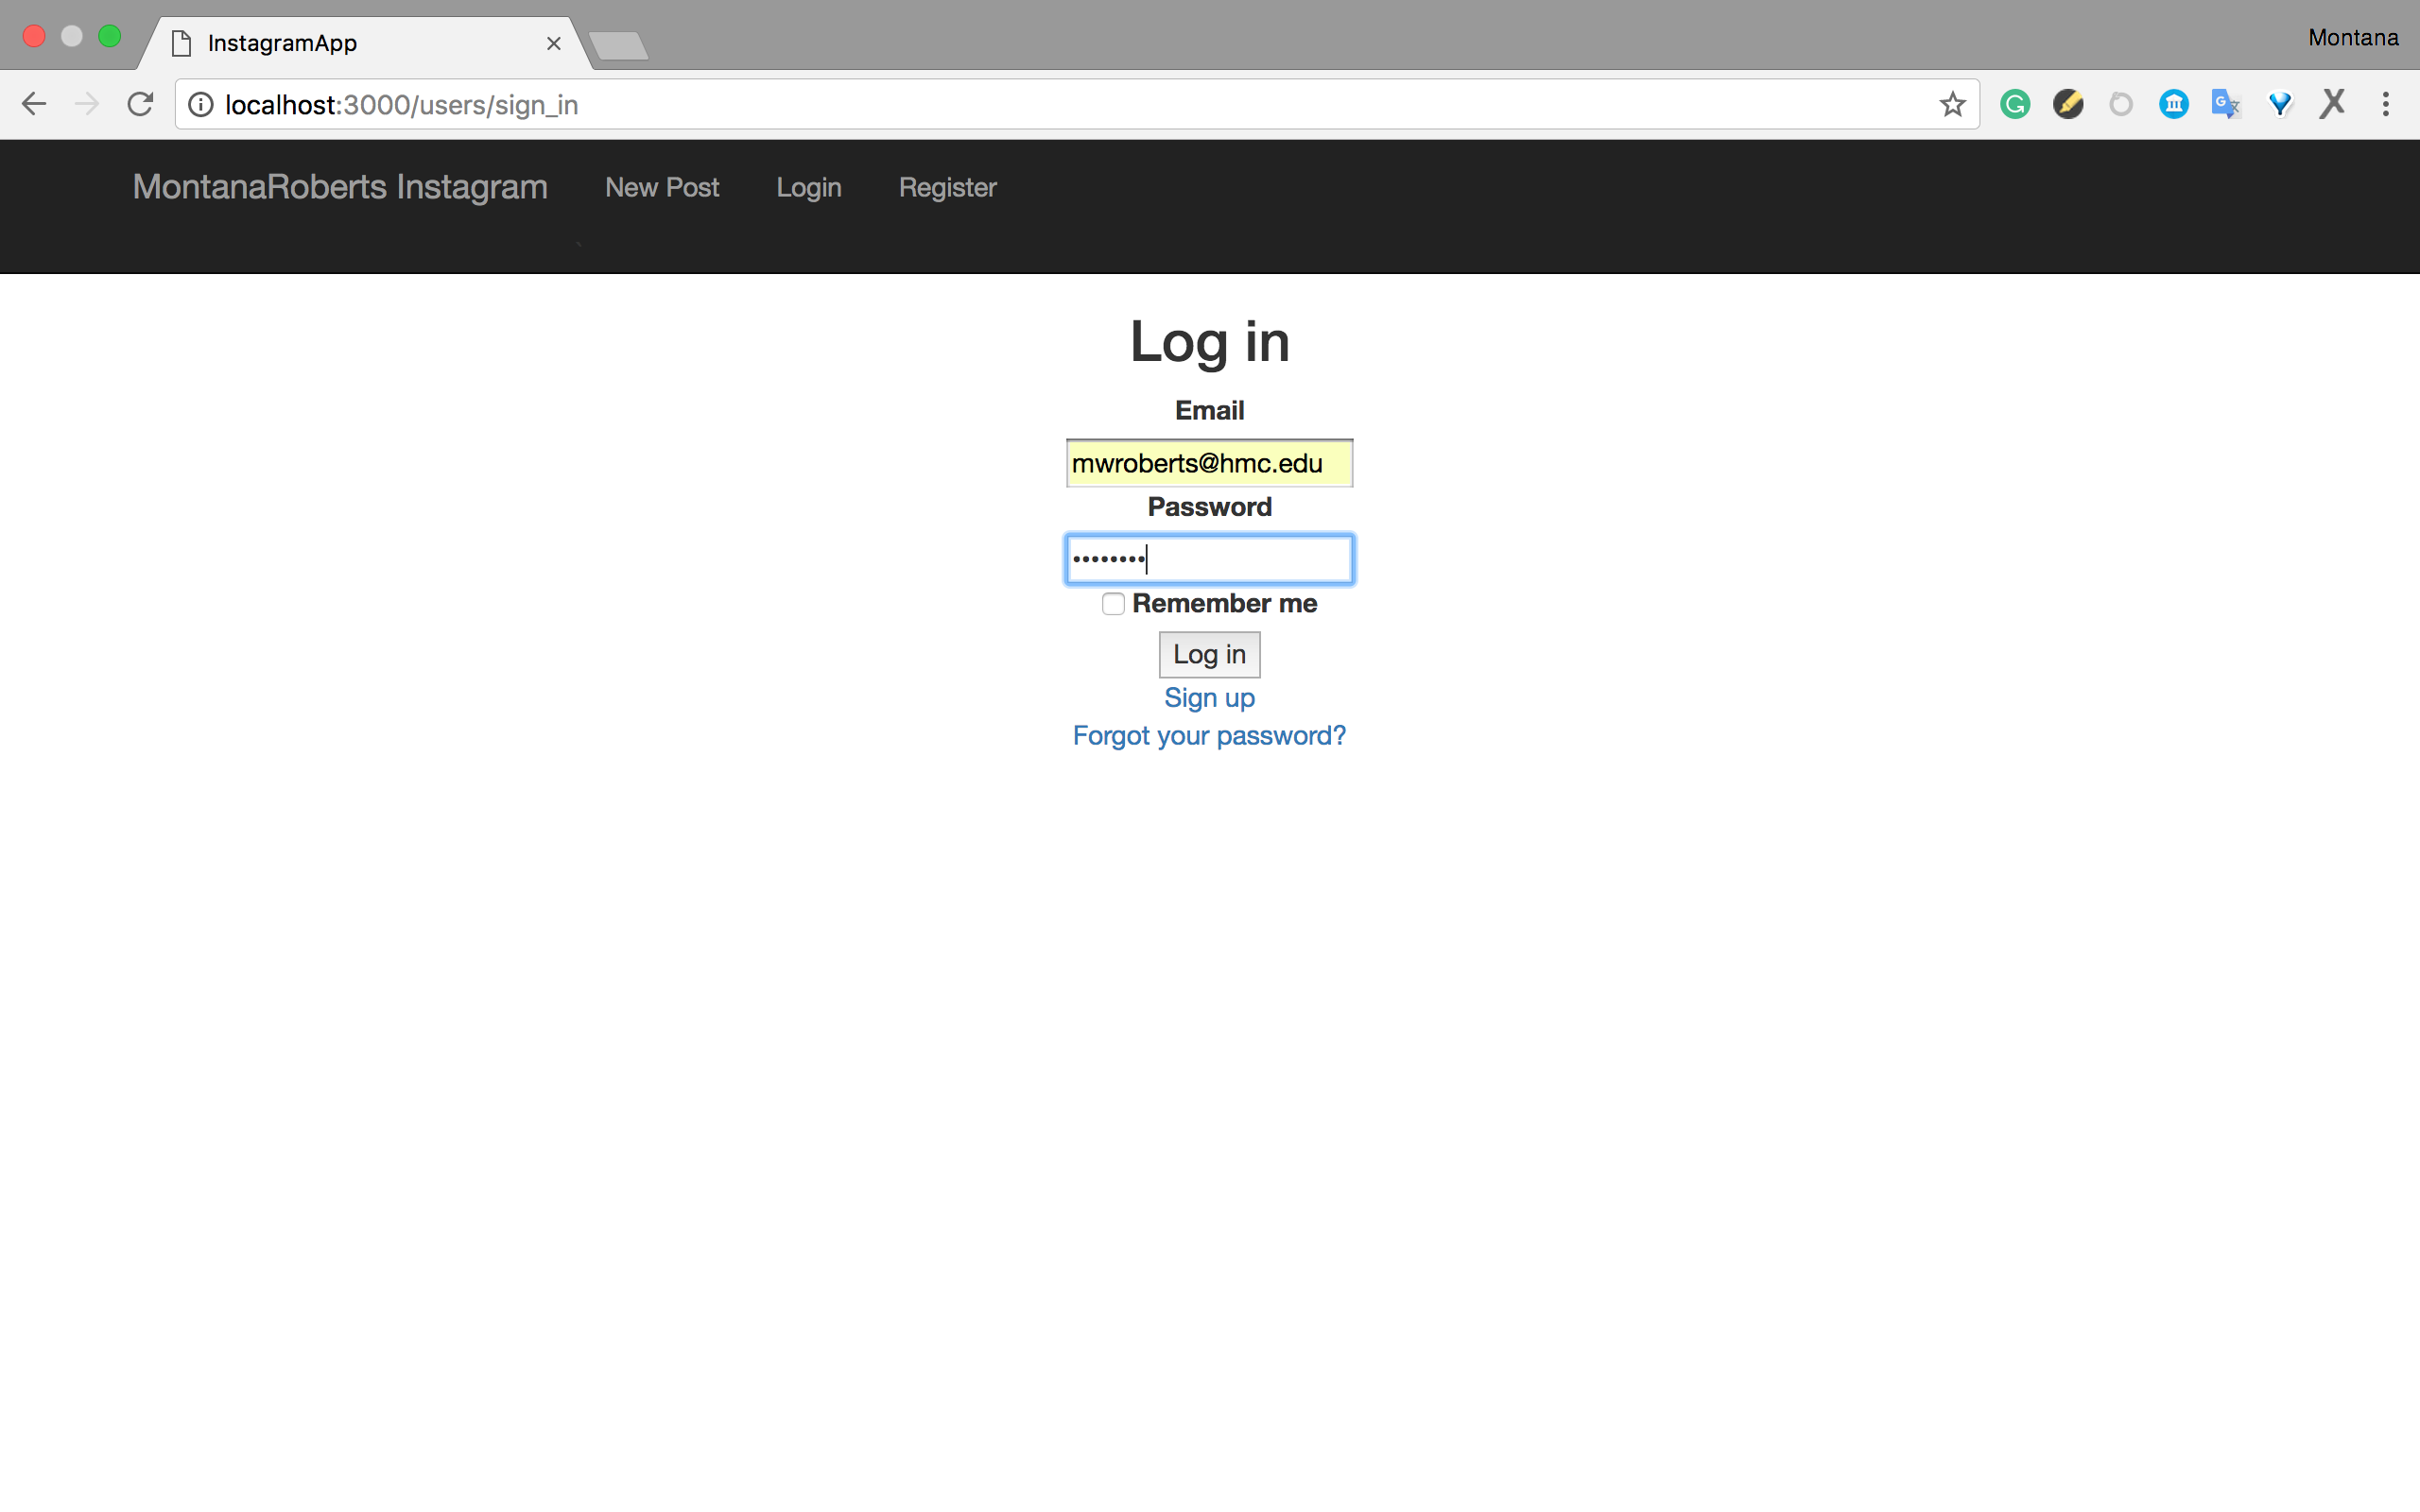 InstagramApp
Montana
localhost:3000/users/sign_in
MontanaRoberts Instagram New Post Login Register
Log in
Email
mwroberts@hmc.edu
Password
••••••••
Remember me
Log in
Sign up
Forgot your password?